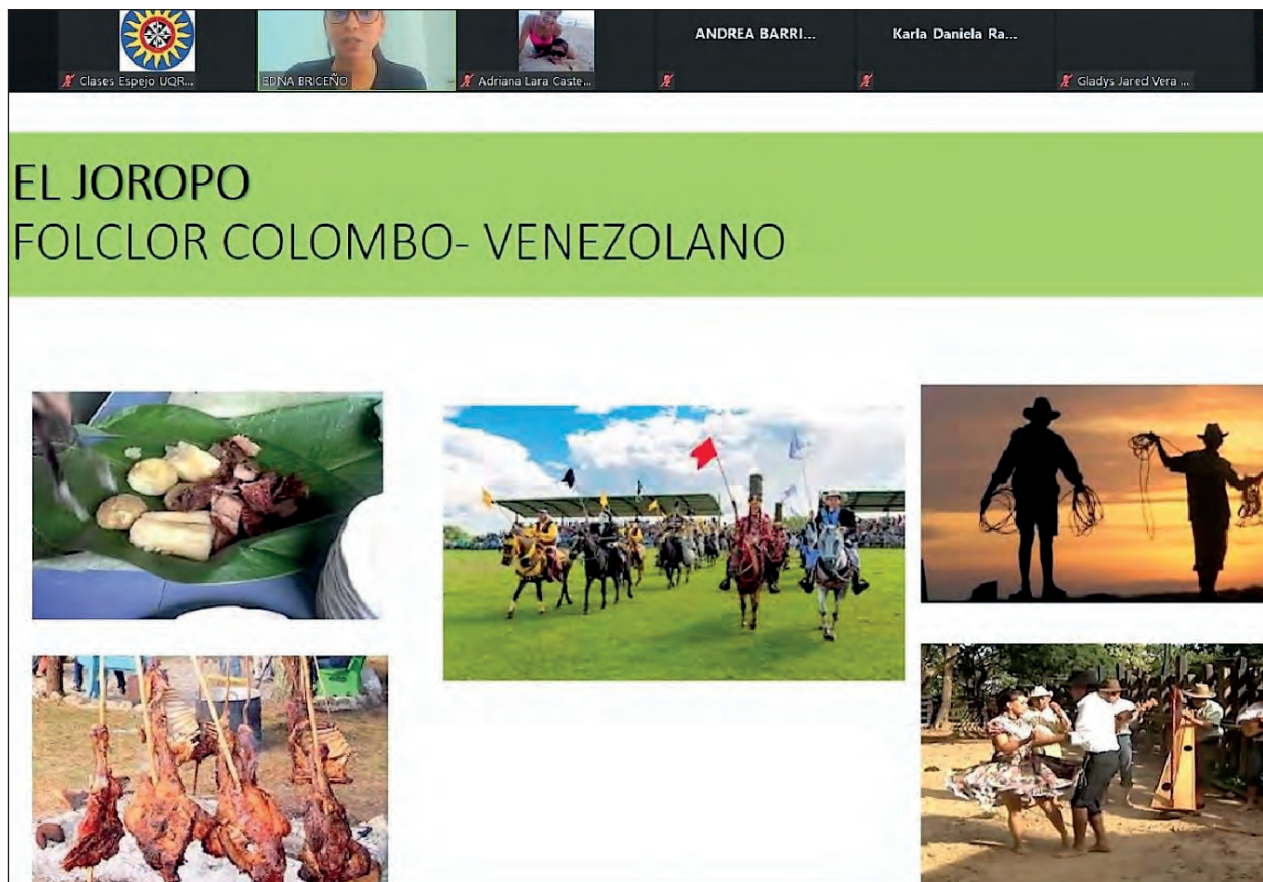 ANDREA BARRI...
Karla Daniela Ra...
Clases Espejo UQR...
EDNA BRICEÑO
Adriana Lara Caste...
Gladys Jared Vera ...
EL JOROPO
FOLCLOR COLOMBO- VENEZOLANO